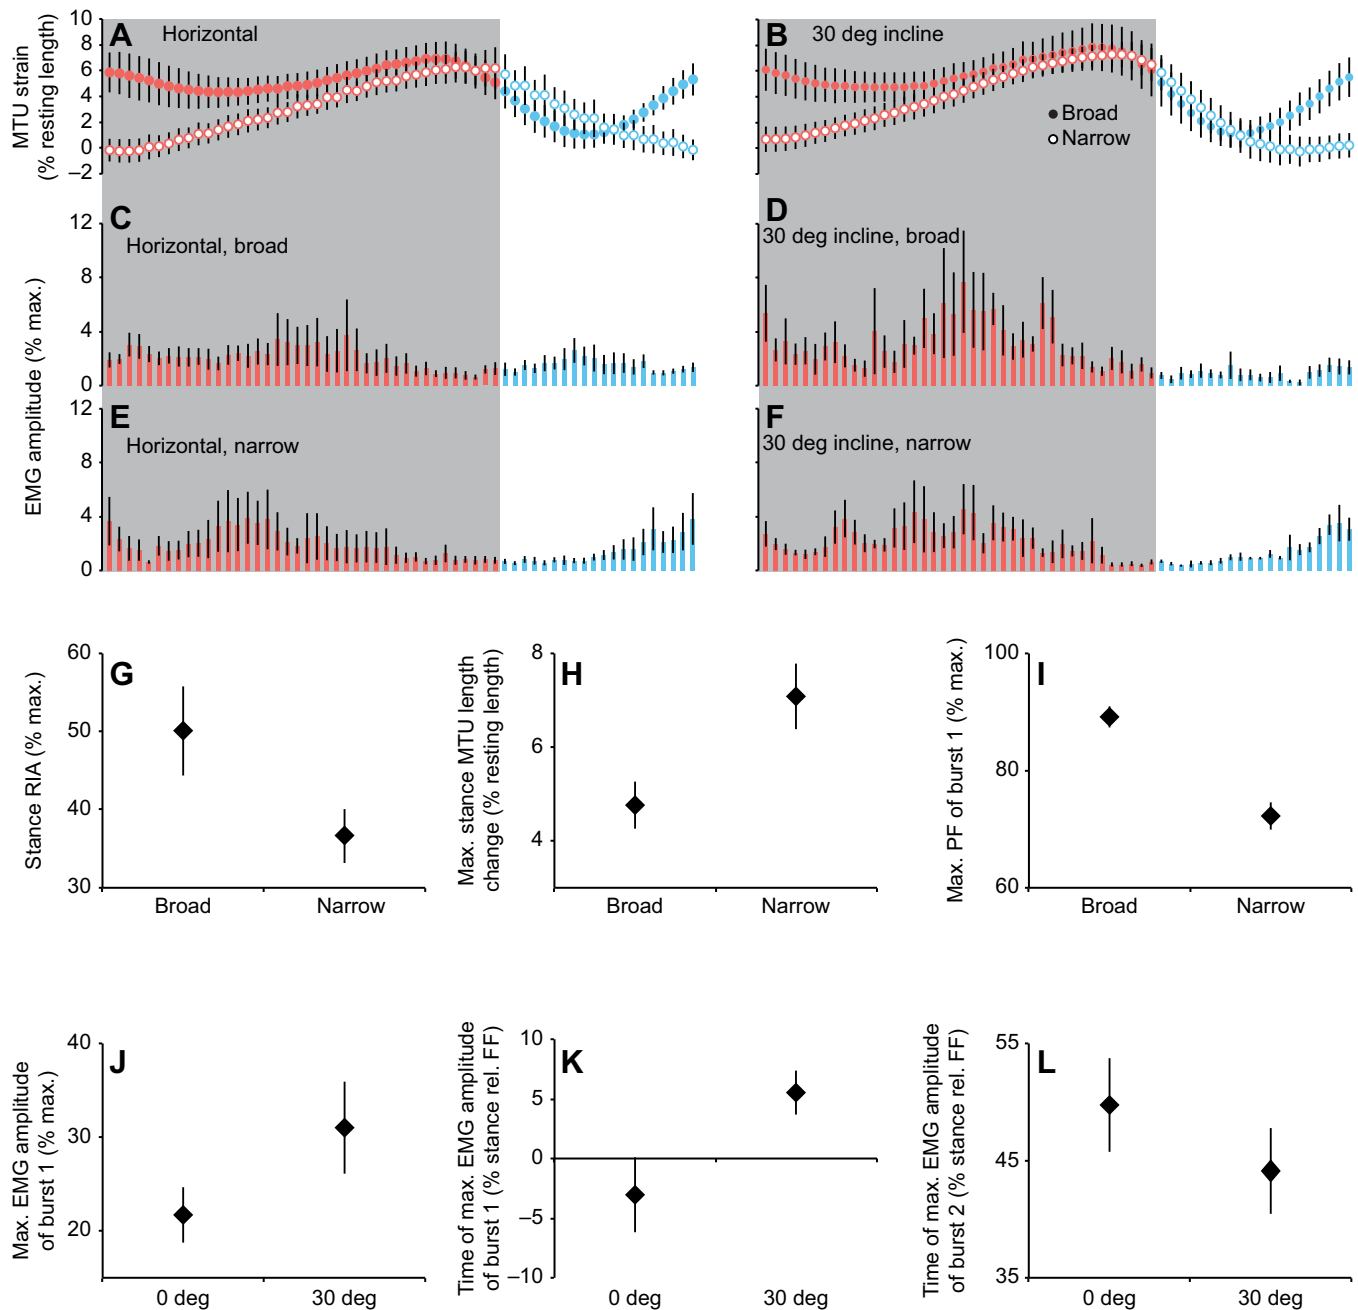 A Horizontal
MTU strain
(% resting length)
10
8
6
4
2
0
–2
B 30 deg incline
Broad
Narrow
EMG amplitude (% max.)
C
Horizontal, broad
12
8
4
0
D
30 deg incline, broad
E
Horizontal, narrow
12
8
4
0
F
30 deg incline, narrow
G
Stance RIA (% max.)
60
50
40
30
Broad Narrow
H
Max. stance MTU length
change (% resting length)
8
6
4
Broad Narrow
I
Max. PF of burst 1 (% max.)
100
80
60
Broad Narrow
J
Max. EMG amplitude
of burst 1 (% max.)
40
30
20
0 deg 30 deg
K
Time of max. EMG amplitude
of burst 1 (% stance rel. FF)
10
5
0
–5
–10
0 deg 30 deg
L
Time of max. EMG amplitude
of burst 2 (% stance rel. FF)
55
45
35
0 deg 30 deg